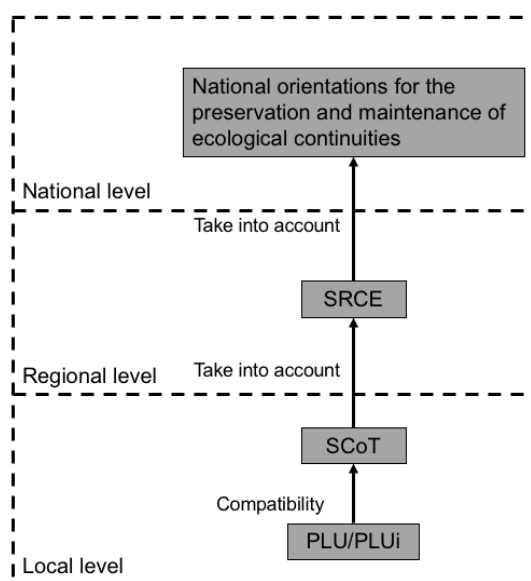 National orientations for the
preservation and maintenance of
ecological continuities
National level
Take into account
SRCE
Regional level
Take into account
SCoT
Compatibility
PLU/PLUi
Local level